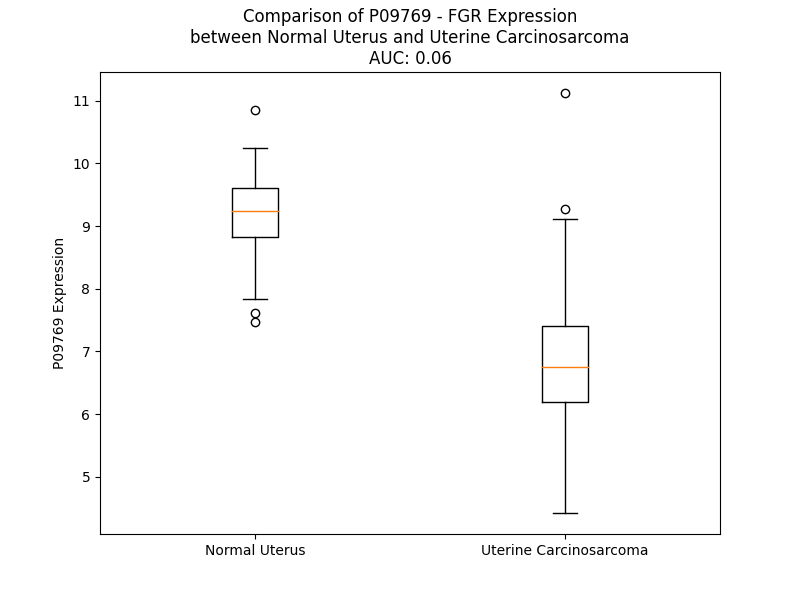 Comparison of P09769 - FGR Expression
between Normal Uterus and Uterine Carcinosarcoma
AUC: 0.06
11
10
9
8
7
6
5
P09769 Expression
Normal Uterus
Uterine Carcinosarcoma